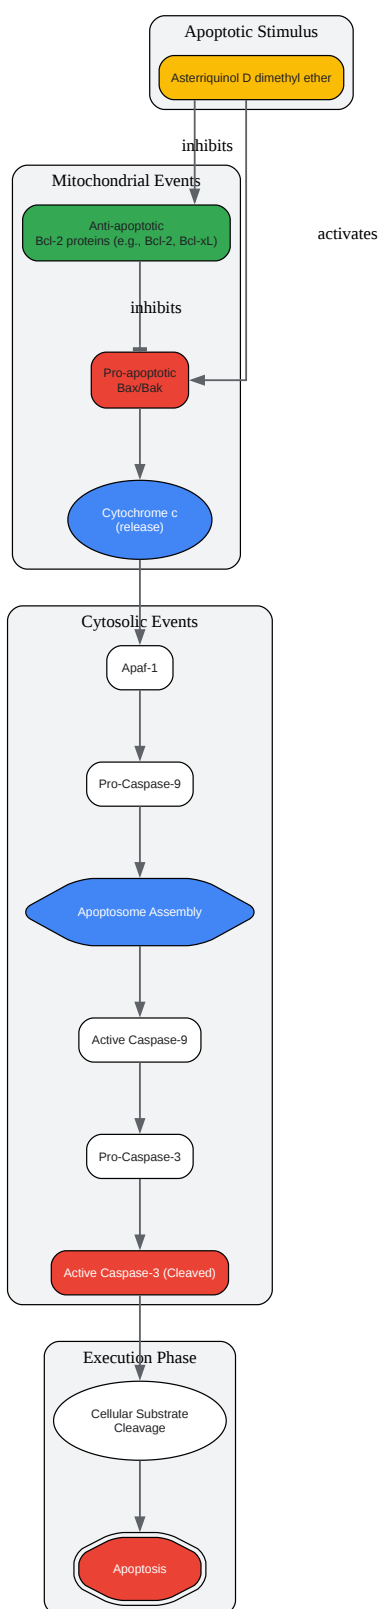 Apoptotic Stimulus
Asterriquinol D dimethyl ether
inhibits
Mitochondrial Events
Anti-apoptotic
Bcl-2 proteins (e.g., Bcl-2, Bcl-xL)
activates
inhibits
Pro-apoptotic
Bax/Bak
Cytochrome c
(release)
Cytosolic Events
Apaf-1
Pro-Caspase-9
Apoptosome Assembly
Active Caspase-9
Pro-Caspase-3
Active Caspase-3 (Cleaved)
Execution Phase
Cellular Substrate
Cleavage
Apoptosis